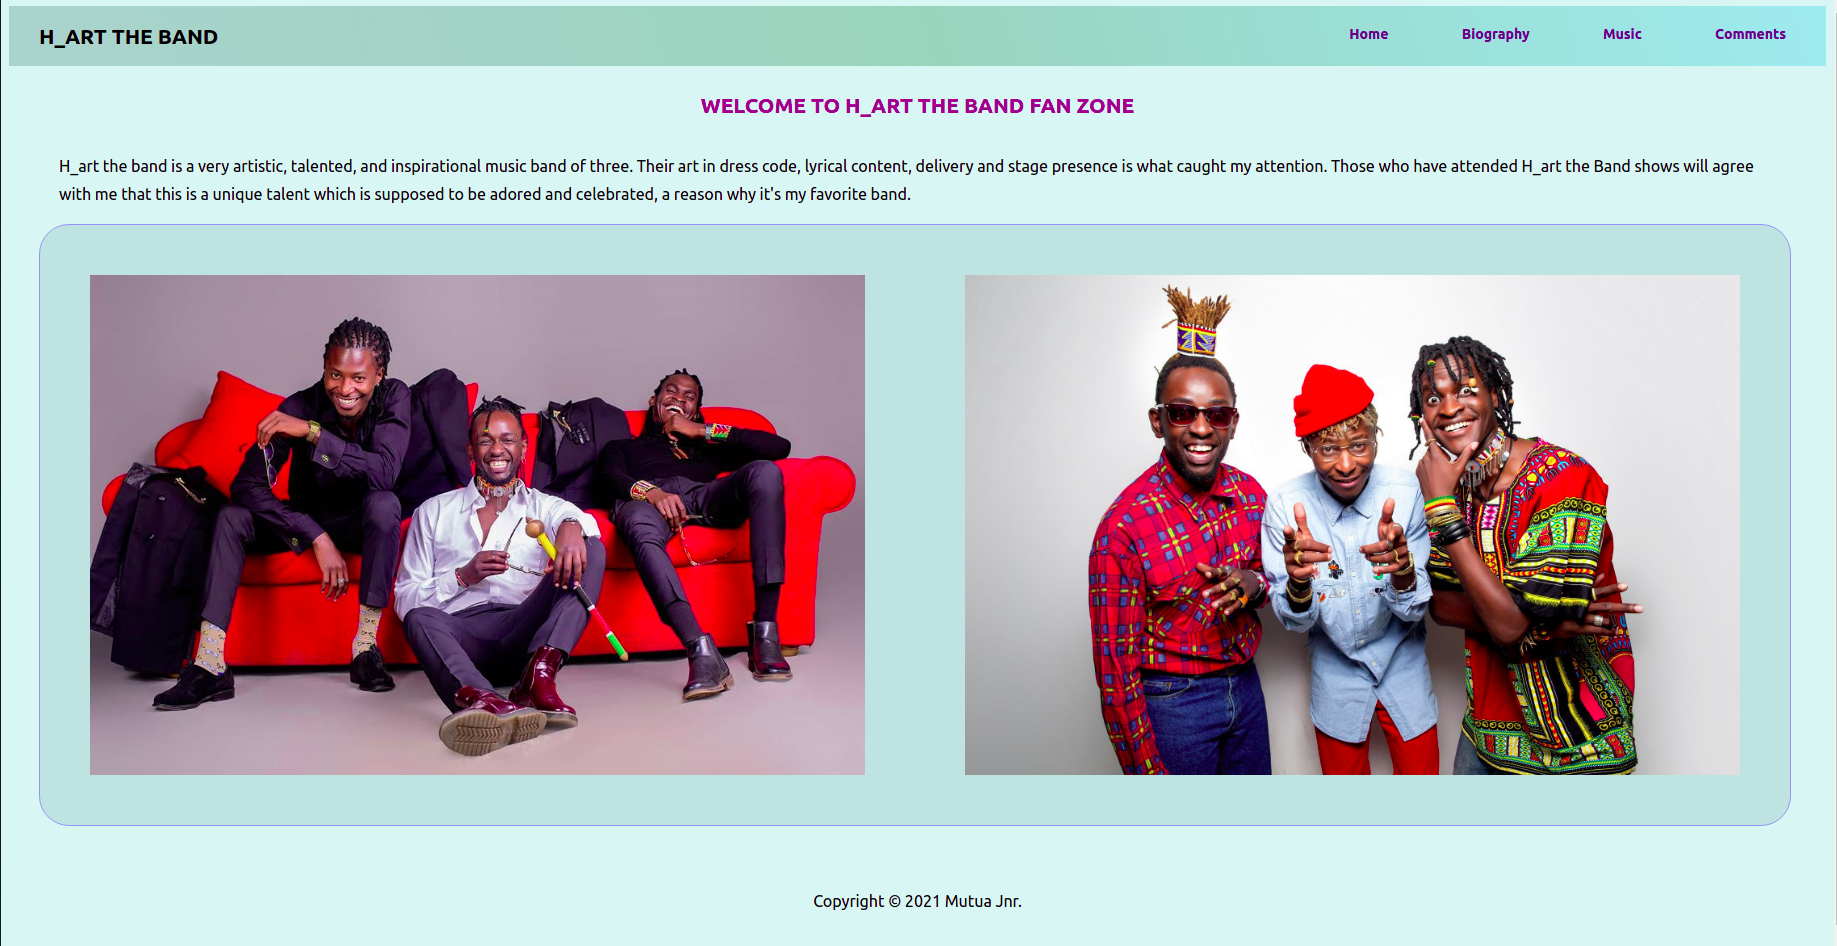 H_ART THE BAND
Home Biography Music Comments
WELCOME TO H_ART THE BAND FAN ZONE
H_art the band is a very artistic, talented, and inspirational music band of three. Their art in dress code, lyrical content, delivery and stage presence is what caught my attention. Those who have attended H_art the Band shows will agree
with me that this is a unique talent which is supposed to be adored and celebrated, a reason why it's my favorite band.
Copyright © 2021 Mutua Jnr.